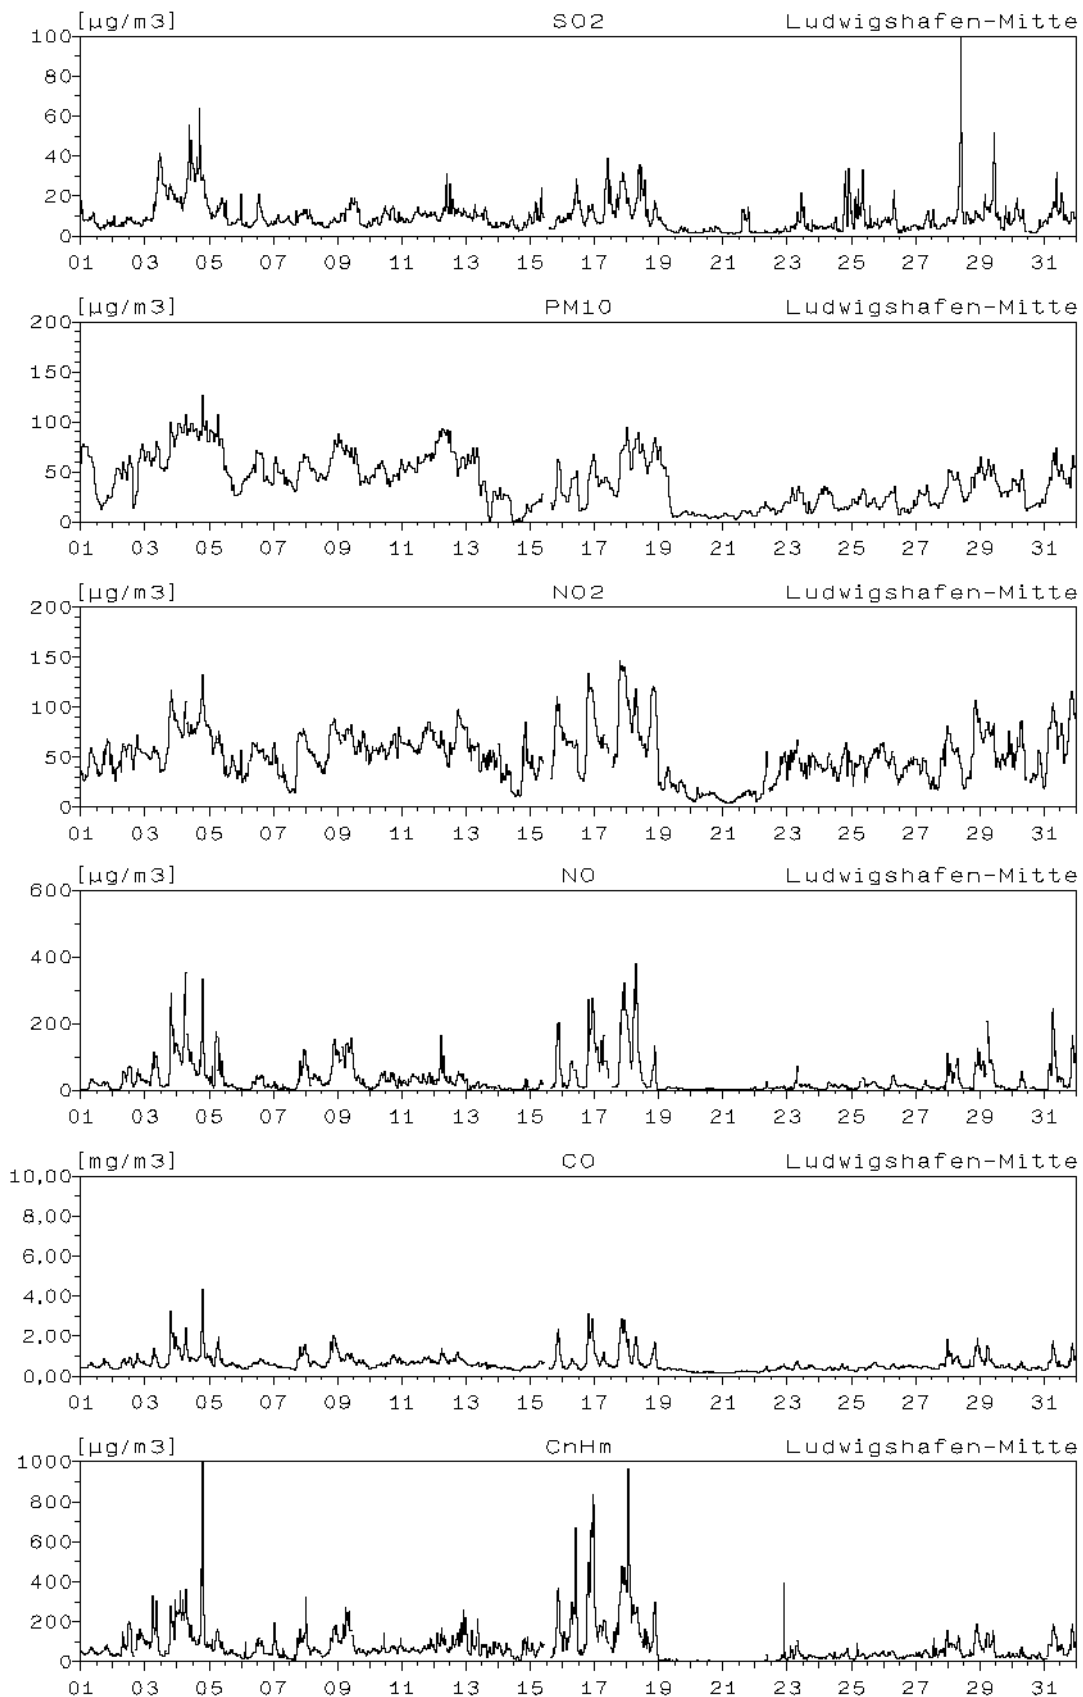 [µg/m3] SO2 Ludwigshafen-Mitte
100
80
60
40
20
0
01 03 05 07 09 11 13 15 17 19 21 23 25 27 29 31
[µg/m3] PM10 Ludwigshafen-Mitte
200
150
100
50
0
01 03 05 07 09 11 13 15 17 19 21 23 25 27 29 31
[µg/m3] NO2 Ludwigshafen-Mitte
200
150
100
50
0
01 03 05 07 09 11 13 15 17 19 21 23 25 27 29 31
[µg/m3] NO Ludwigshafen-Mitte
600
400
200
0
01 03 05 07 09 11 13 15 17 19 21 23 25 27 29 31
[mg/m3] CO Ludwigshafen-Mitte
10,00
8,00
6,00
4,00
2,00
0,00
01 03 05 07 09 11 13 15 17 19 21 23 25 27 29 31
[µg/m3] CnHm Ludwigshafen-Mitte
1000
800
600
400
200
0
01 03 05 07 09 11 13 15 17 19 21 23 25 27 29 31